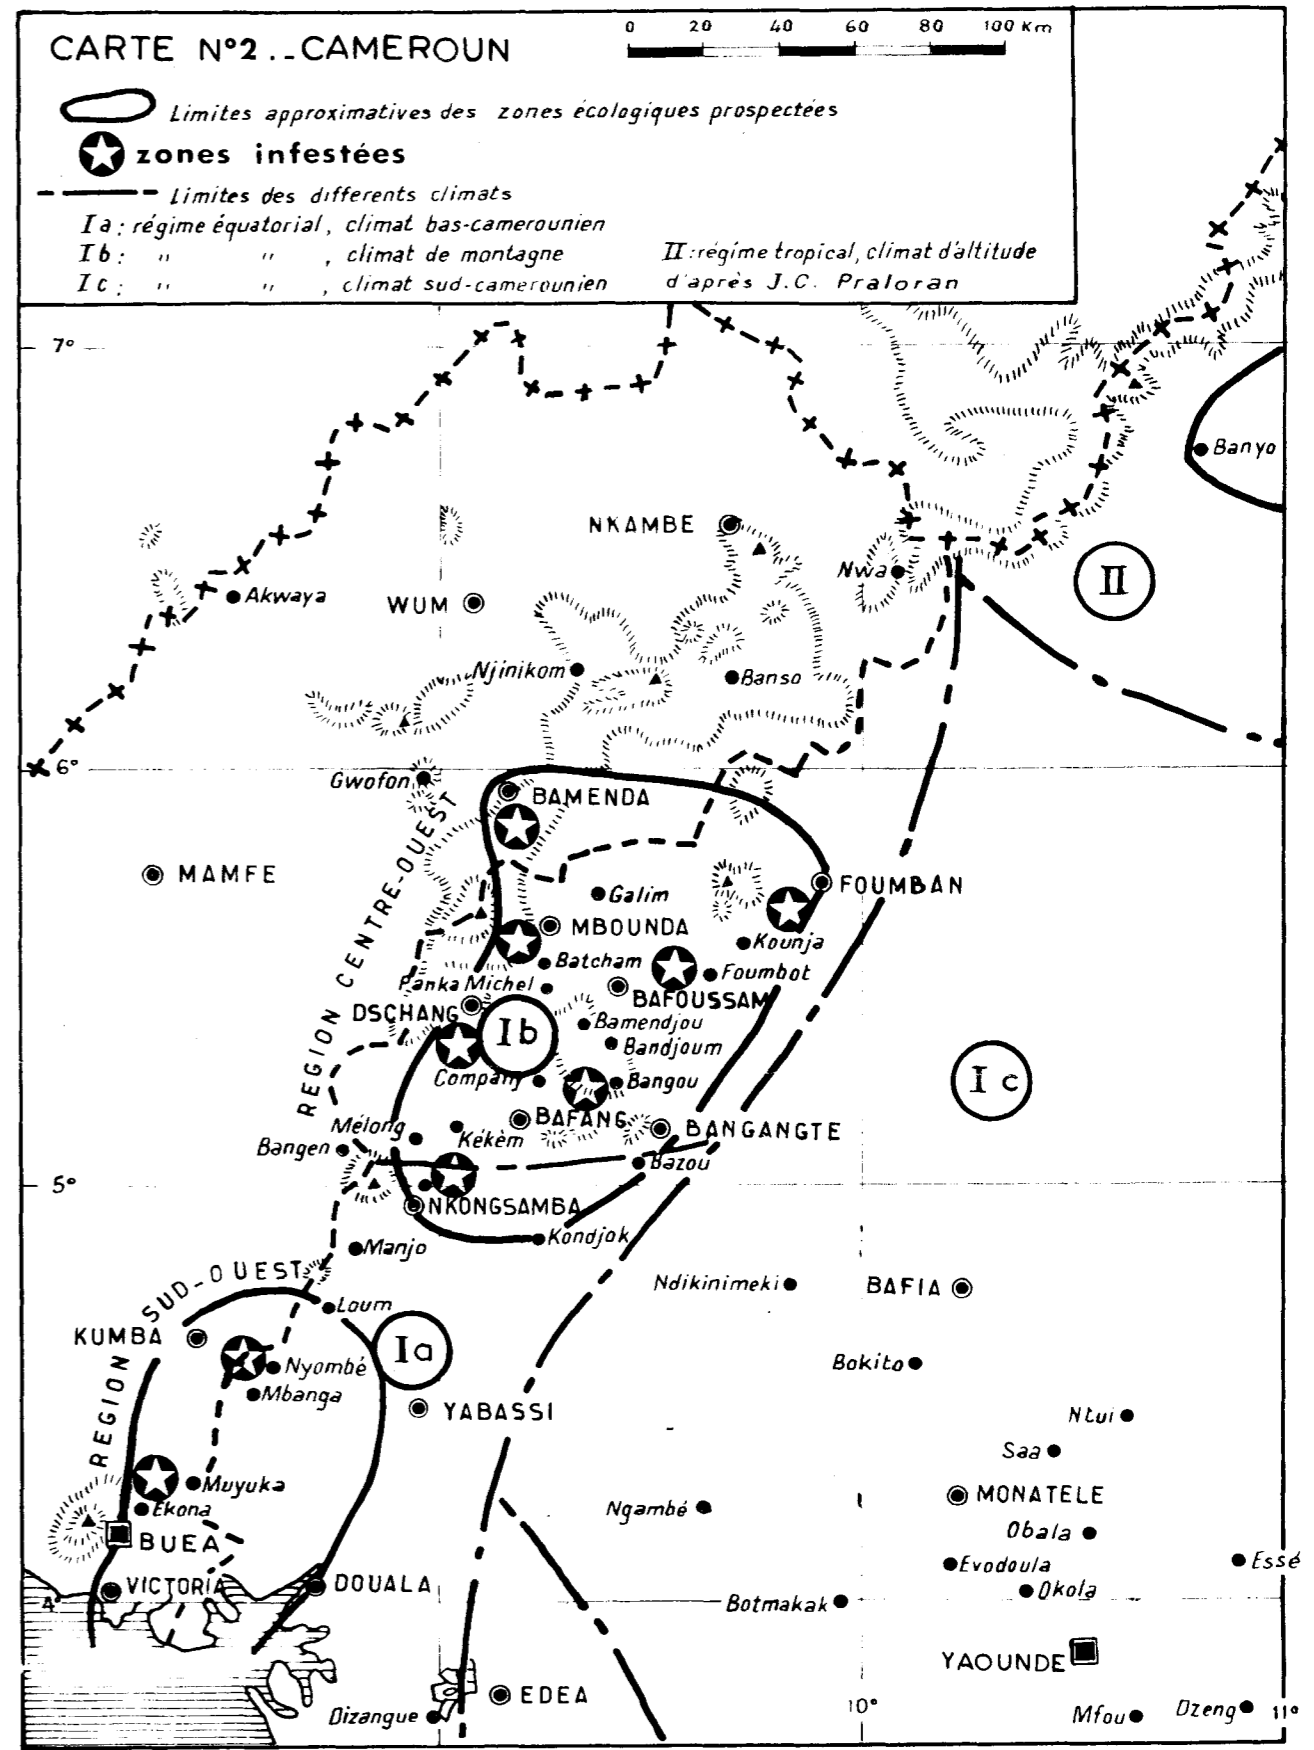 0 20 40 60 80 100 Km
CARTE N°2 .. CAMEROUN
Limites approximatives des zones écologiques prospectées
zones infestées
Limites des differents climats
Ia : régime équatorial, climat bas-camerounien
Ib : " " , climat de montagne
II : régime tropical, climat d'altitude
Ic : " " , climat sud-camerounien
d'après J.C. Praloran
7°
Banyo
NKAMBE
Nwa
II
Akwaya
WUM
Njinikom
Banso
6°
Gwofon
BAMENDA
MAMFE
REGION CENTRE-OUEST
Galim
FOUMBAN
MBOUNDA
Kounja
Batcham
Foumbot
Panka Michel
BAFOUSSAM
DSCHANG
Ib
Bamendjou
Bandjoum
Company
Bangou
Ic
BAFANG
Mélong
Kékèm
BANGANGTE
Bangen
Bazou
5°
NKONGSAMBA
Manjo
Kondjok
REGION SUD-OUEST
Ndikinimeki
BAFIA
Loum
KUMBA
Ia
Nyombé
Bokito
Mbanga
YABASSI
Ntui
Saa
Muyuka
MONATELE
Ekona
Ngambé
Obala
BUEA
Evodoula
Essé
VICTORIA
DOUALA
Okola
4°
Botmakak
YAOUNDE
EDEA
Dizangue
10°
Mfou
Dzeng
11°